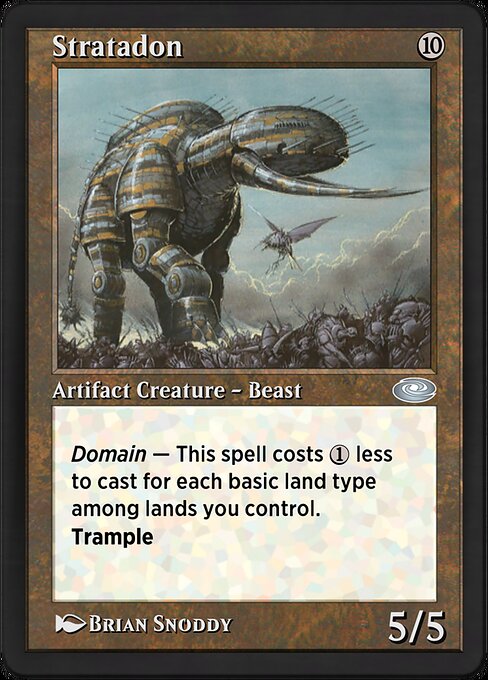 Stratadon 10
Artifact Creature – Beast
Domain — This spell costs 1 less
to cast for each basic land type
among lands you control.
Trample
Brian Snoddy
5/5